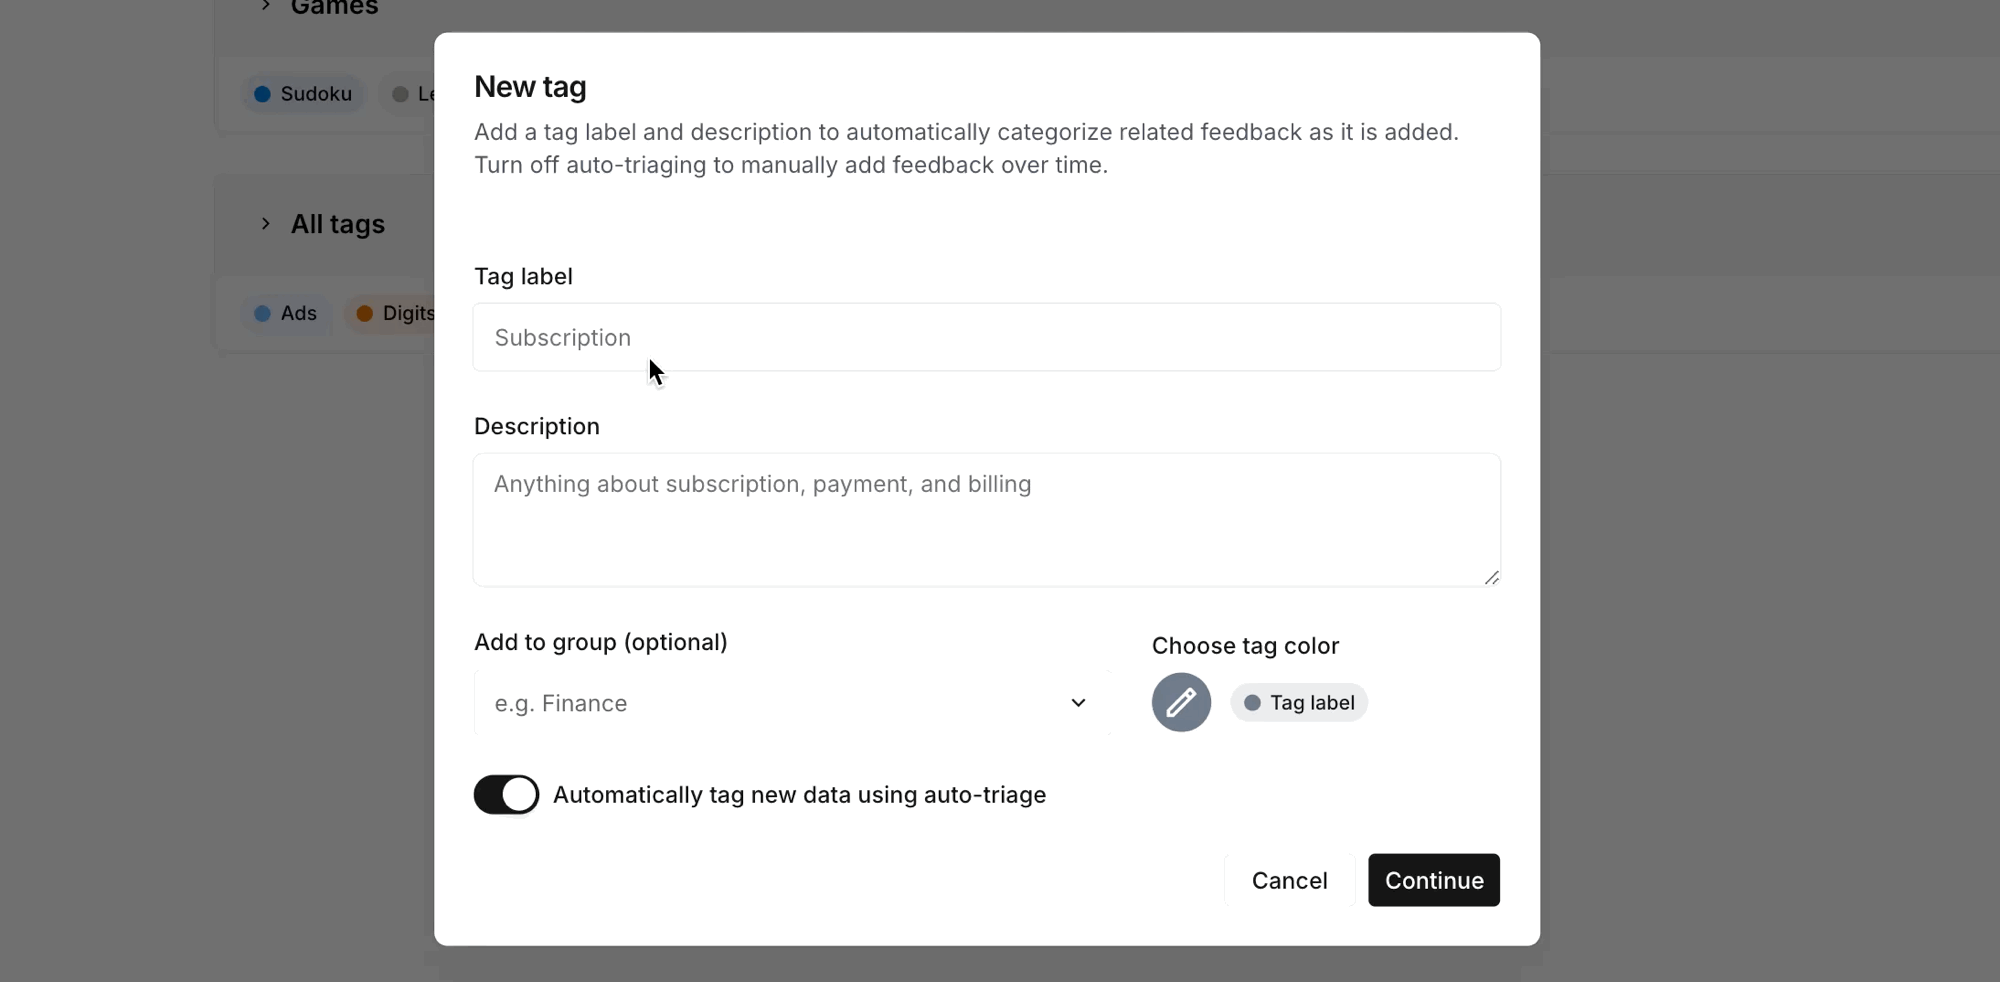 Games
Sudoku
New tag
Add a tag label and description to automatically categorize related feedback as it is added.
Turn off auto-triaging to manually add feedback over time.
All tags
Ads
Digits
Tag label
Subscription
Description
Anything about subscription, payment, and billing
Add to group (optional)
e.g. Finance
Choose tag color
Tag label
Automatically tag new data using auto-triage
Cancel
Continue